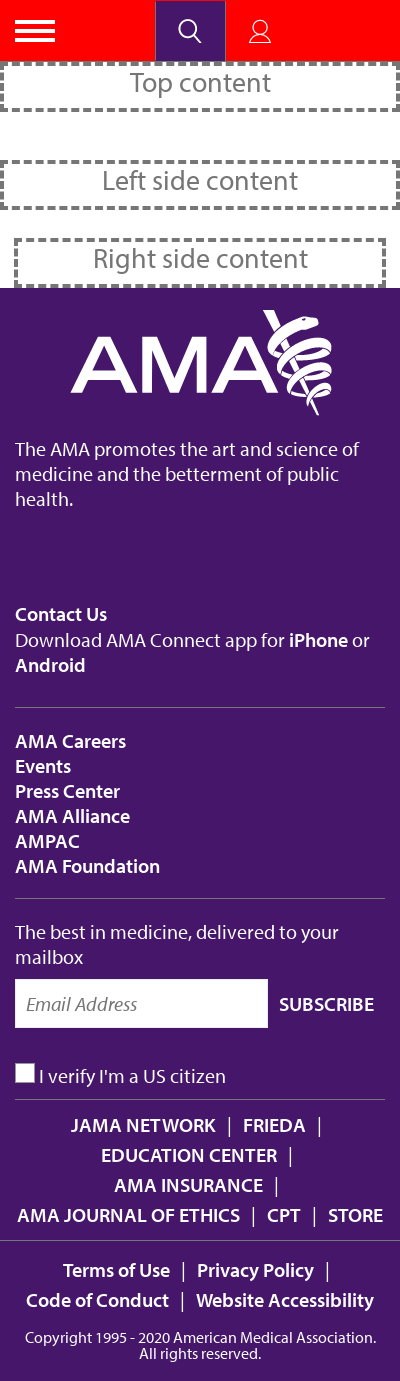 Top content
Left side content
Right side content
AMA
The AMA promotes the art and science of
medicine and the betterment of public
health.
Contact Us
Download AMA Connect app for iPhone or
Android
AMA Careers
Events
Press Center
AMA Alliance
AMPAC
AMA Foundation
The best in medicine, delivered to your
mailbox
Email Address SUBSCRIBE
I verify I'm a US citizen
JAMA NETWORK | FRIEDA |
EDUCATION CENTER |
AMA INSURANCE |
AMA JOURNAL OF ETHICS | CPT | STORE
Terms of Use | Privacy Policy |
Code of Conduct | Website Accessibility
Copyright 1995 - 2020 American Medical Association.
All rights reserved.